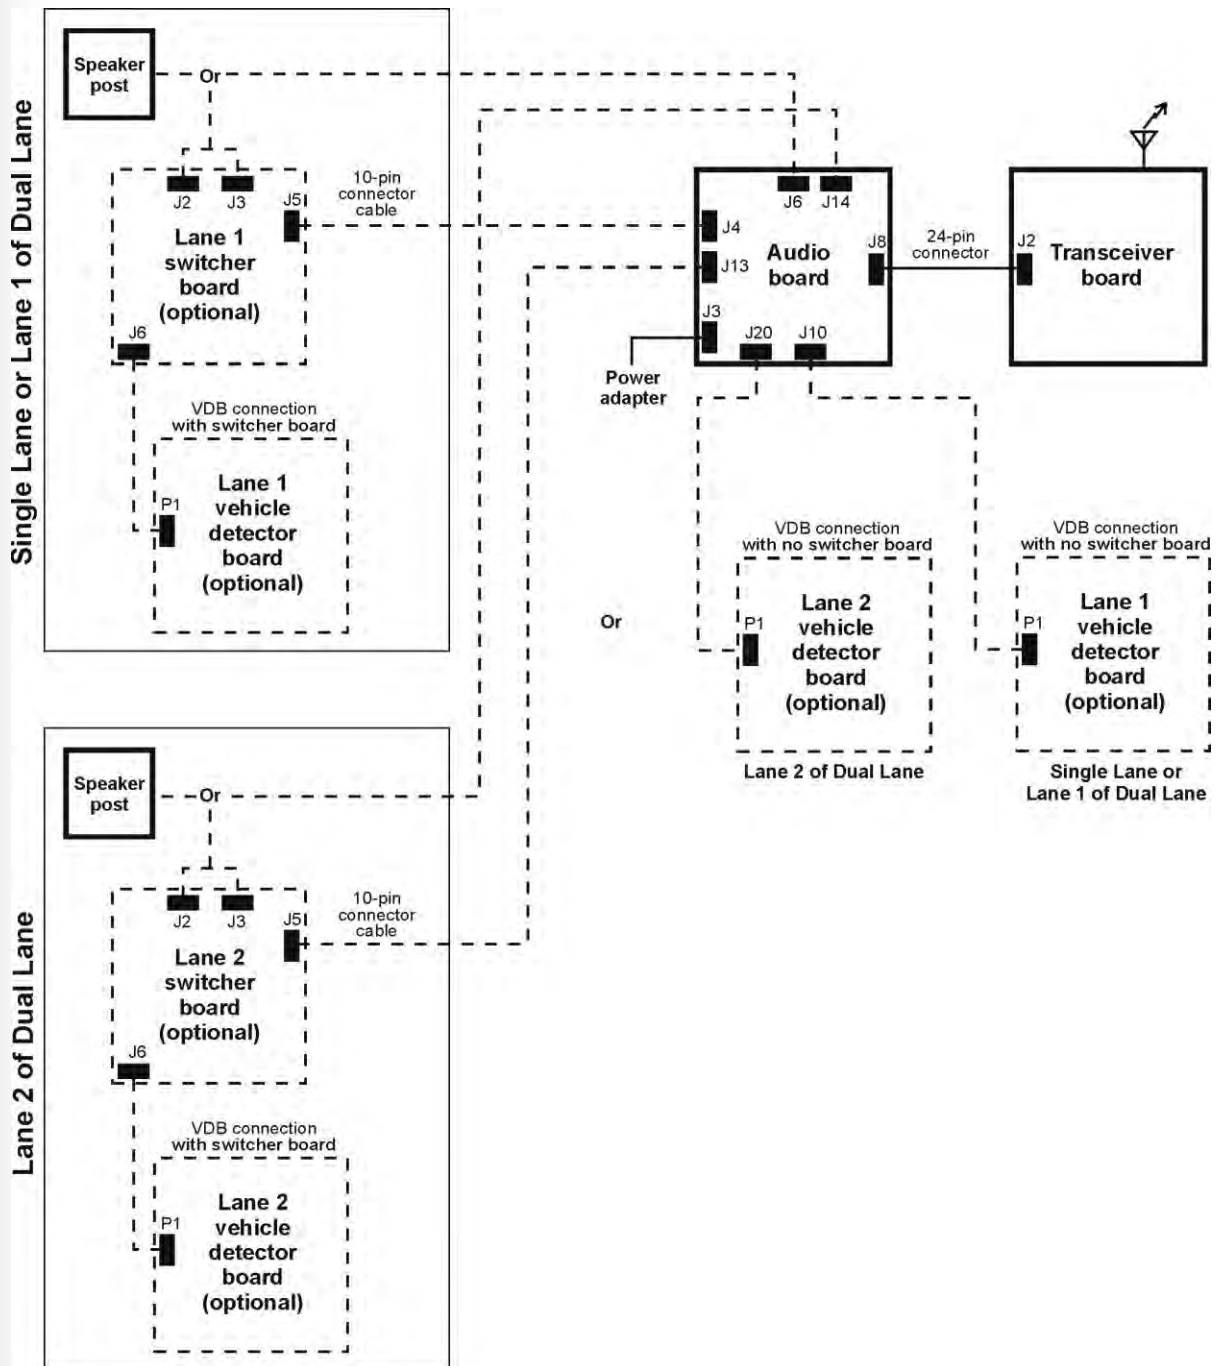 Single Lane or Lane 1 of Dual Lane
Speaker
post
Or
J2
J3
J5
10-pin
connector
cable
Lane 1
switcher
board
(optional)
J6
VDB connection
with switcher board
P1
Lane 1
vehicle
detector
board
(optional)
J6
J14
J4
J13
J3
J8
J20
J10
Audio
board
Power
adapter
24-pin
connector
J2
Transceiver
board
Or
VDB connection
with no switcher board
P1
Lane 2
vehicle
detector
board
(optional)
Lane 2 of Dual Lane
VDB connection
with no switcher board
P1
Lane 1
vehicle
detector
board
(optional)
Single Lane or
Lane 1 of Dual Lane
Lane 2 of Dual Lane
Speaker
post
Or
J2
J3
J5
10-pin
connector
cable
Lane 2
switcher
board
(optional)
J6
VDB connection
with switcher board
P1
Lane 2
vehicle
detector
board
(optional)